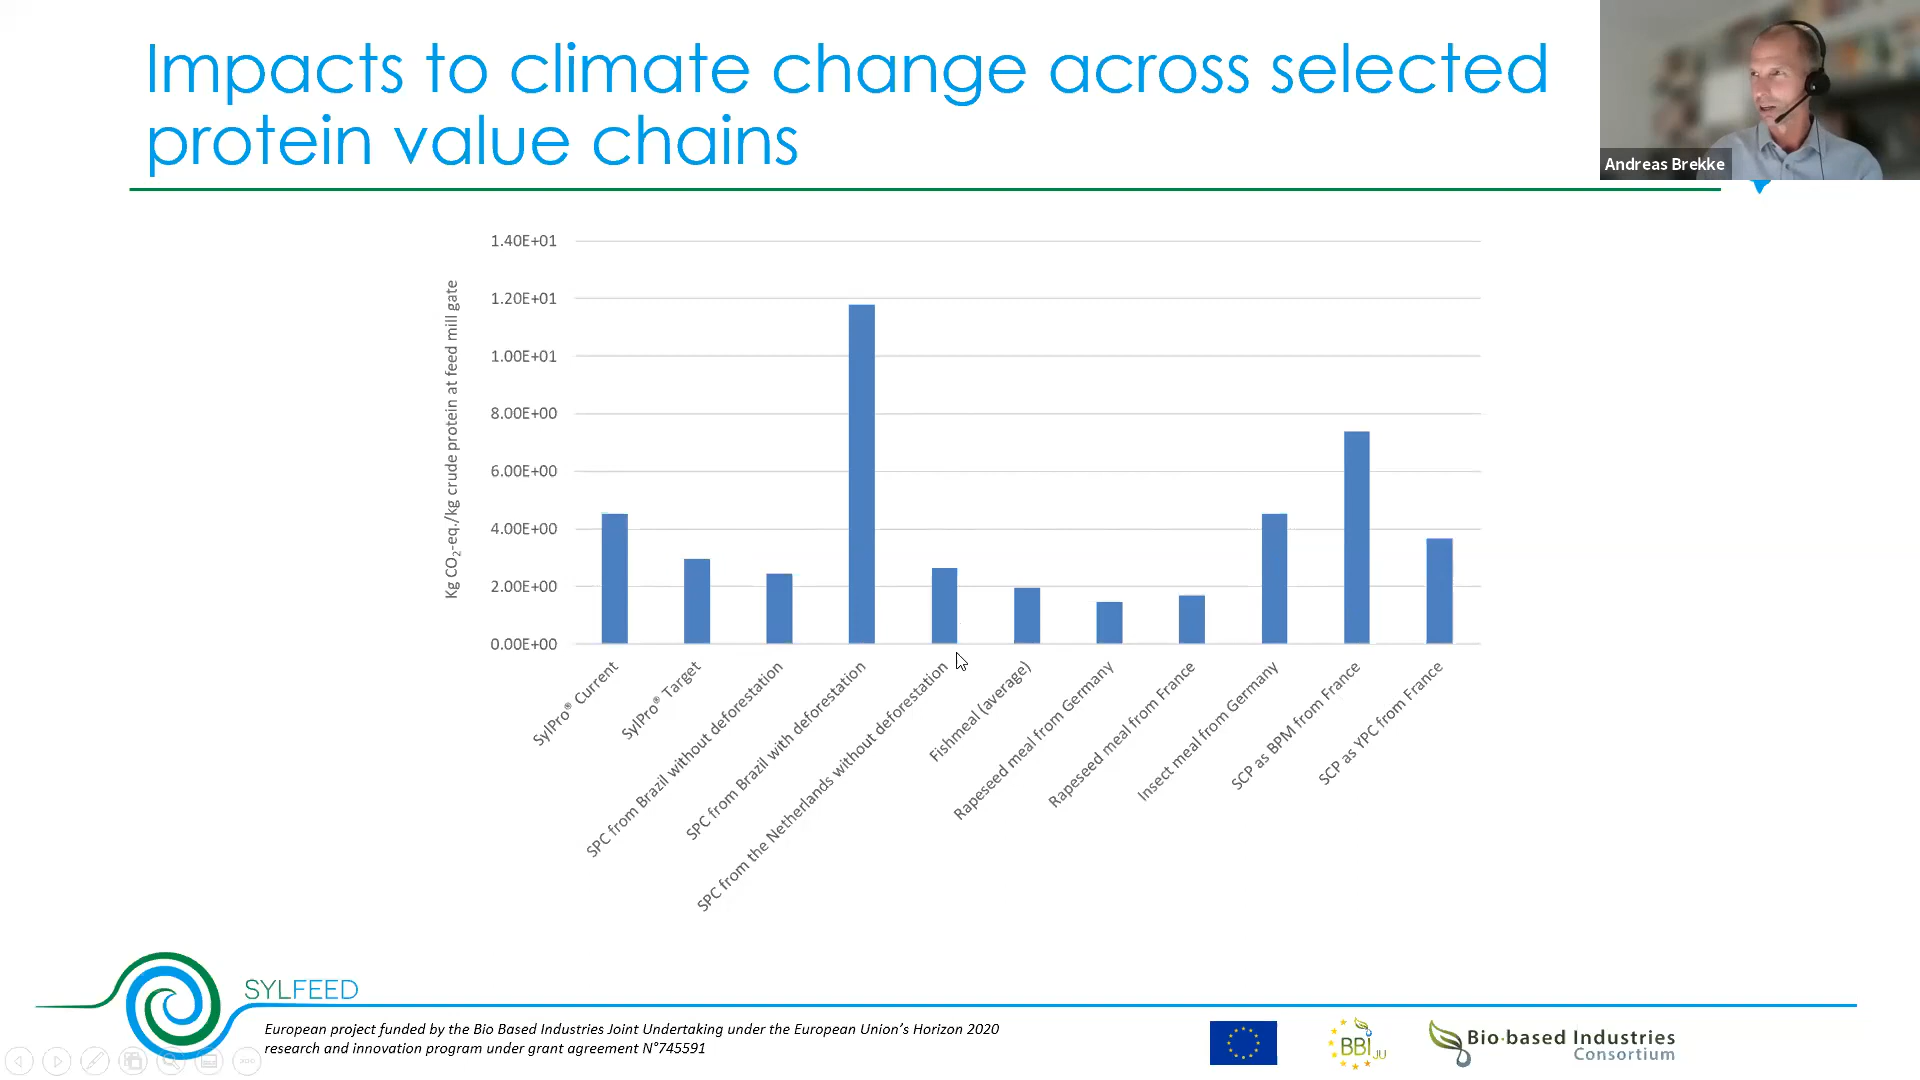 Impacts to climate change across selected
protein value chains
Andreas Brekke
Kg CO₂-eq./kg crude protein at feed mill gate
1.40E+01
1.20E+01
1.00E+01
8.00E+00
6.00E+00
4.00E+00
2.00E+00
0.00E+00
SylPro® Current
SylPro® Target
SPC from Brazil without deforestation
SPC from Brazil with deforestation
SPC from the Netherlands without deforestation
Fishmeal (average)
Rapeseed meal from Germany
Rapeseed meal from France
Insect meal from Germany
SCP as BPM from France
SCP as YPC from France
SYLFEED
European project funded by the Bio Based Industries Joint Undertaking under the European Union's Horizon 2020
research and innovation program under grant agreement N°745591
BBI JU
Bio-based Industries
Consortium